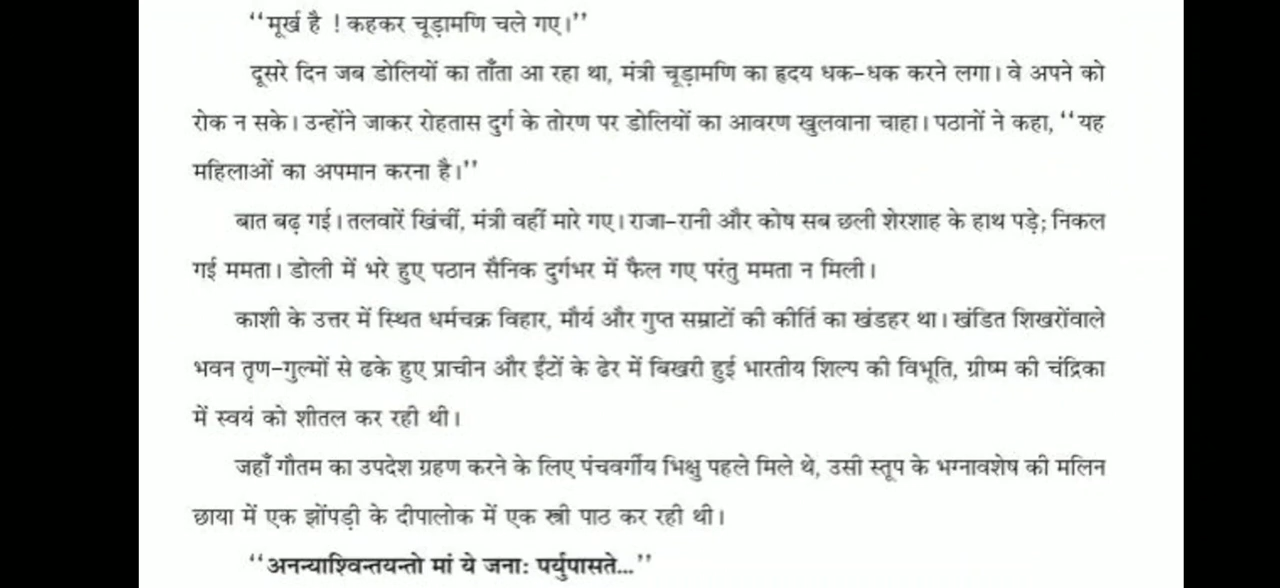 ‘‘मूर्ख है ! कहकर चूड़ामणि चले गए।’’
दूसरे दिन जब डोलियों का ताँता आ रहा था, मंत्री चूड़ामणि का हृदय धक-धक करने लगा। वे अपने को
रोक न सके। उन्होंने जाकर रोहतास दुर्ग के तोरण पर डोलियों का आवरण खुलवाना चाहा। पठानों ने कहा, ‘‘यह
महिलाओं का अपमान करना है।’’
बात बढ़ गई। तलवारें खिंचीं, मंत्री वहीं मारे गए। राजा-रानी और कोष सब छली शेरशाह के हाथ पड़े; निकल
गई ममता। डोली में भरे हुए पठान सैनिक दुर्गभर में फैल गए परंतु ममता न मिली।
काशी के उत्तर में स्थित धर्मचक्र विहार, मौर्य और गुप्त सम्राटों की कीर्ति का खंडहर था। खंडित शिखरोंवाले
भवन तृण-गुल्मों से ढके हुए प्राचीन और ईंटों के ढेर में बिखरी हुई भारतीय शिल्प की विभूति, ग्रीष्म की चंद्रिका
में स्वयं को शीतल कर रही थी।
जहाँ गौतम का उपदेश ग्रहण करने के लिए पंचवर्गीय भिक्षु पहले मिले थे, उसी स्तूप के भग्नावशेष की मलिन
छाया में एक झोंपड़ी के दीपालोक में एक स्त्री पाठ कर रही थी।
‘‘अनन्याश्विन्तयन्तो मां ये जनाः पर्युपासते...’’